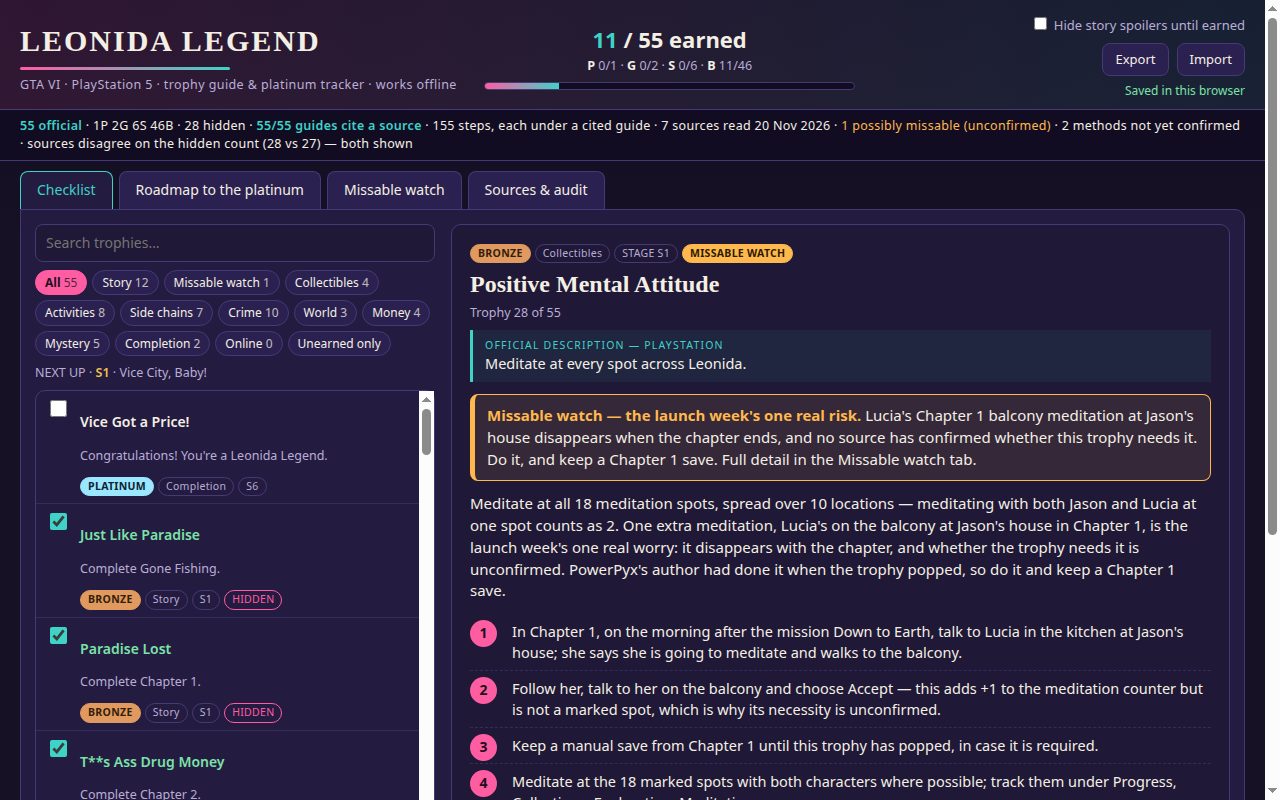 LEONIDA LEGEND
GTA VI · PlayStation 5 · trophy guide & platinum tracker · works offline
11 / 55 earned
P 0/1 · G 0/2 · S 0/6 · B 11/46
Hide story spoilers until earned
Export
Import
Saved in this browser
55 official · 1P 2G 6S 46B · 28 hidden · 55/55 guides cite a source · 155 steps, each under a cited guide · 7 sources read 20 Nov 2026 · 1 possibly missable (unconfirmed) · 2 methods not yet confirmed
· sources disagree on the hidden count (28 vs 27) — both shown
Checklist
Roadmap to the platinum
Missable watch
Sources & audit
Search trophies...
All 55
Story 12
Missable watch 1
Collectibles 4
Activities 8
Side chains 7
Crime 10
World 3
Money 4
Mystery 5
Completion 2
Online 0
Unearned only
NEXT UP · S1 · Vice City, Baby!
Vice Got a Price!
Congratulations! You're a Leonida Legend.
PLATINUM
Completion
S6
Just Like Paradise
Complete Gone Fishing.
BRONZE
Story
S1
HIDDEN
Paradise Lost
Complete Chapter 1.
BRONZE
Story
S1
HIDDEN
T**s Ass Drug Money
Complete Chapter 2.
BRONZE
Collectibles
STAGE S1
MISSABLE WATCH
Positive Mental Attitude
Trophy 28 of 55
OFFICIAL DESCRIPTION — PLAYSTATION
Meditate at every spot across Leonida.
Missable watch — the launch week's one real risk. Lucia's Chapter 1 balcony meditation at Jason's
house disappears when the chapter ends, and no source has confirmed whether this trophy needs it.
Do it, and keep a Chapter 1 save. Full detail in the Missable watch tab.
Meditate at all 18 meditation spots, spread over 10 locations — meditating with both Jason and Lucia at
one spot counts as 2. One extra meditation, Lucia's on the balcony at Jason's house in Chapter 1, is the
launch week's one real worry: it disappears with the chapter, and whether the trophy needs it is
unconfirmed. PowerPyx's author had done it when the trophy popped, so do it and keep a Chapter 1
save.
1
In Chapter 1, on the morning after the mission Down to Earth, talk to Lucia in the kitchen at Jason's
house; she says she is going to meditate and walks to the balcony.
2
Follow her, talk to her on the balcony and choose Accept — this adds +1 to the meditation counter but
is not a marked spot, which is why its necessity is unconfirmed.
3
Keep a manual save from Chapter 1 until this trophy has popped, in case it is required.
4
Meditate at the 18 marked spots with both characters where possible; track them under Progress,